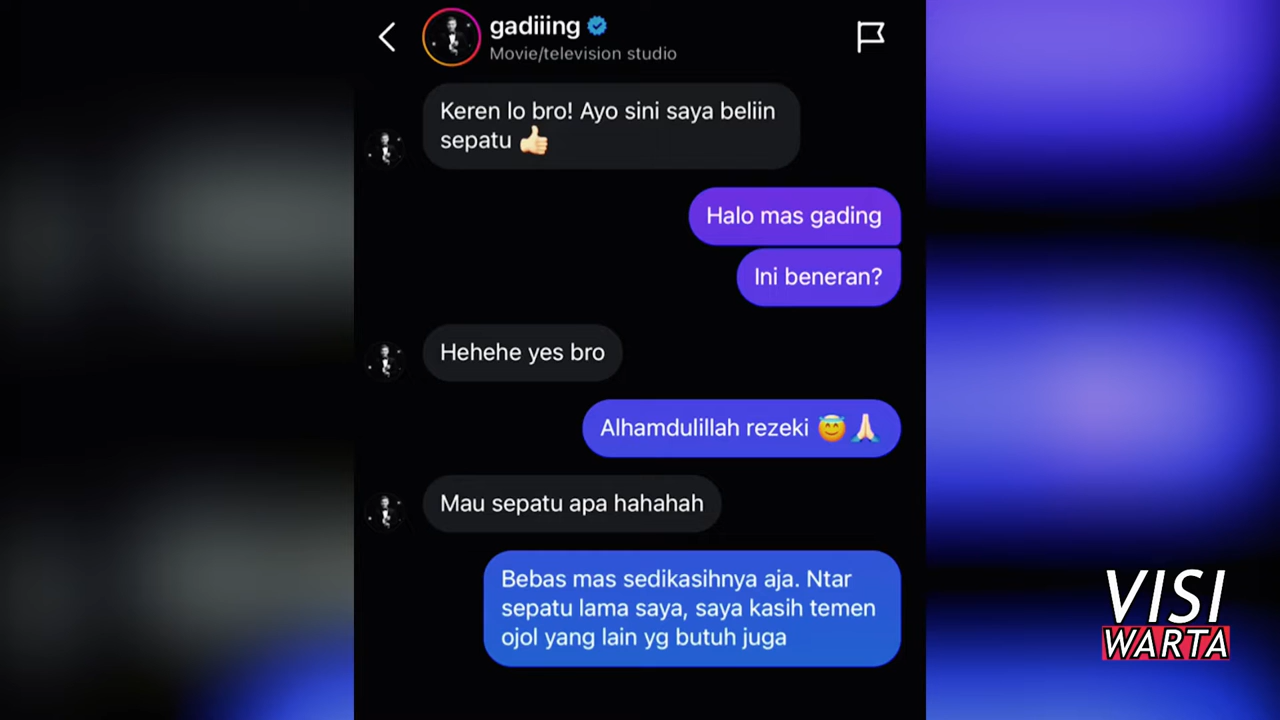 gadiiing
Movie/television studio
Keren lo bro! Ayo sini saya beliin
sepatu 👍🏻
Halo mas gading
Ini beneran?
Hehehe yes bro
Alhamdulillah rezeki 😇🙏🏻
Mau sepatu apa hahahah
Bebas mas sedikasihnya aja. Ntar
sepatu lama saya, saya kasih temen
ojol yang lain yg butuh juga
VISI
WARTA